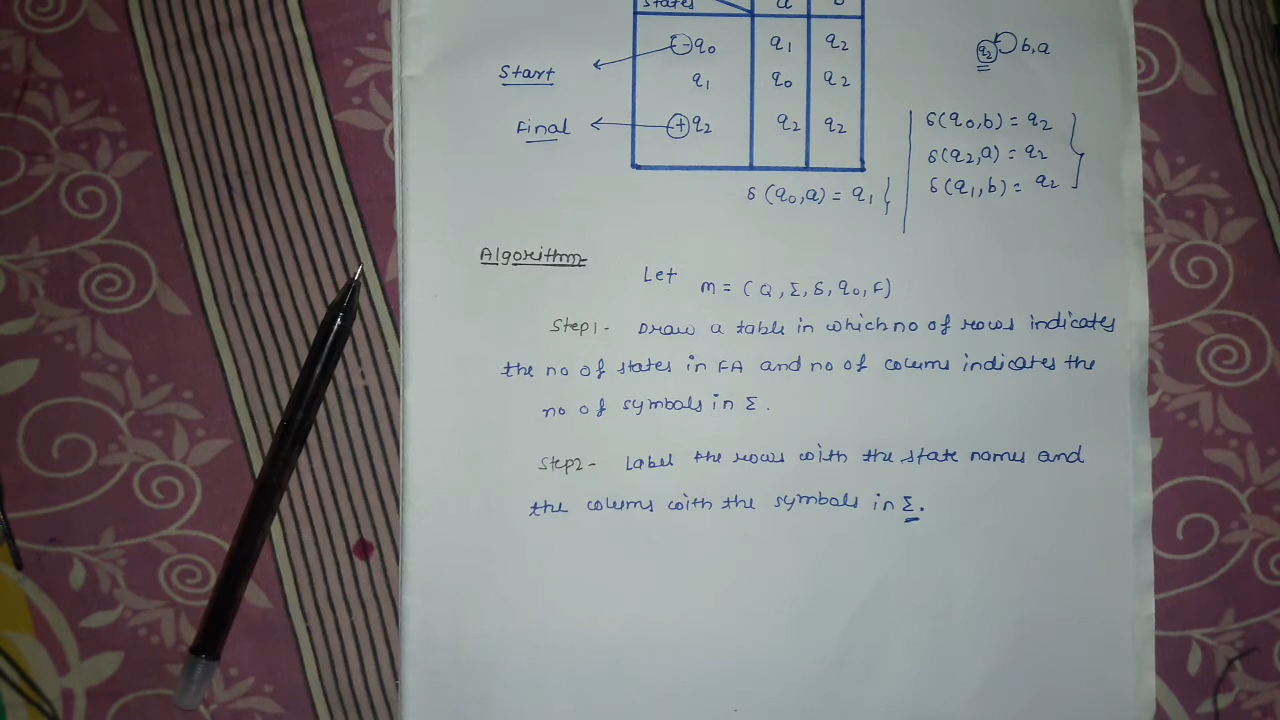 states a b
Start
⊖q0 q1 q2
q1 q0 q2
Final
⊕q2 q2 q2
q2 b,a
δ(q0,a) = q1
δ(q0,b) = q2
δ(q2,a) = q2
δ(q1,b) = q2
Algorithm
Let m = (Q, Σ, δ, q0, F)
Step1- Draw a table in which no of rows indicates
the no of states in FA and no of colums indicates the
no of symbols in Σ.
Step2- Label the rows with the state names and
the colums with the symbols in Σ.